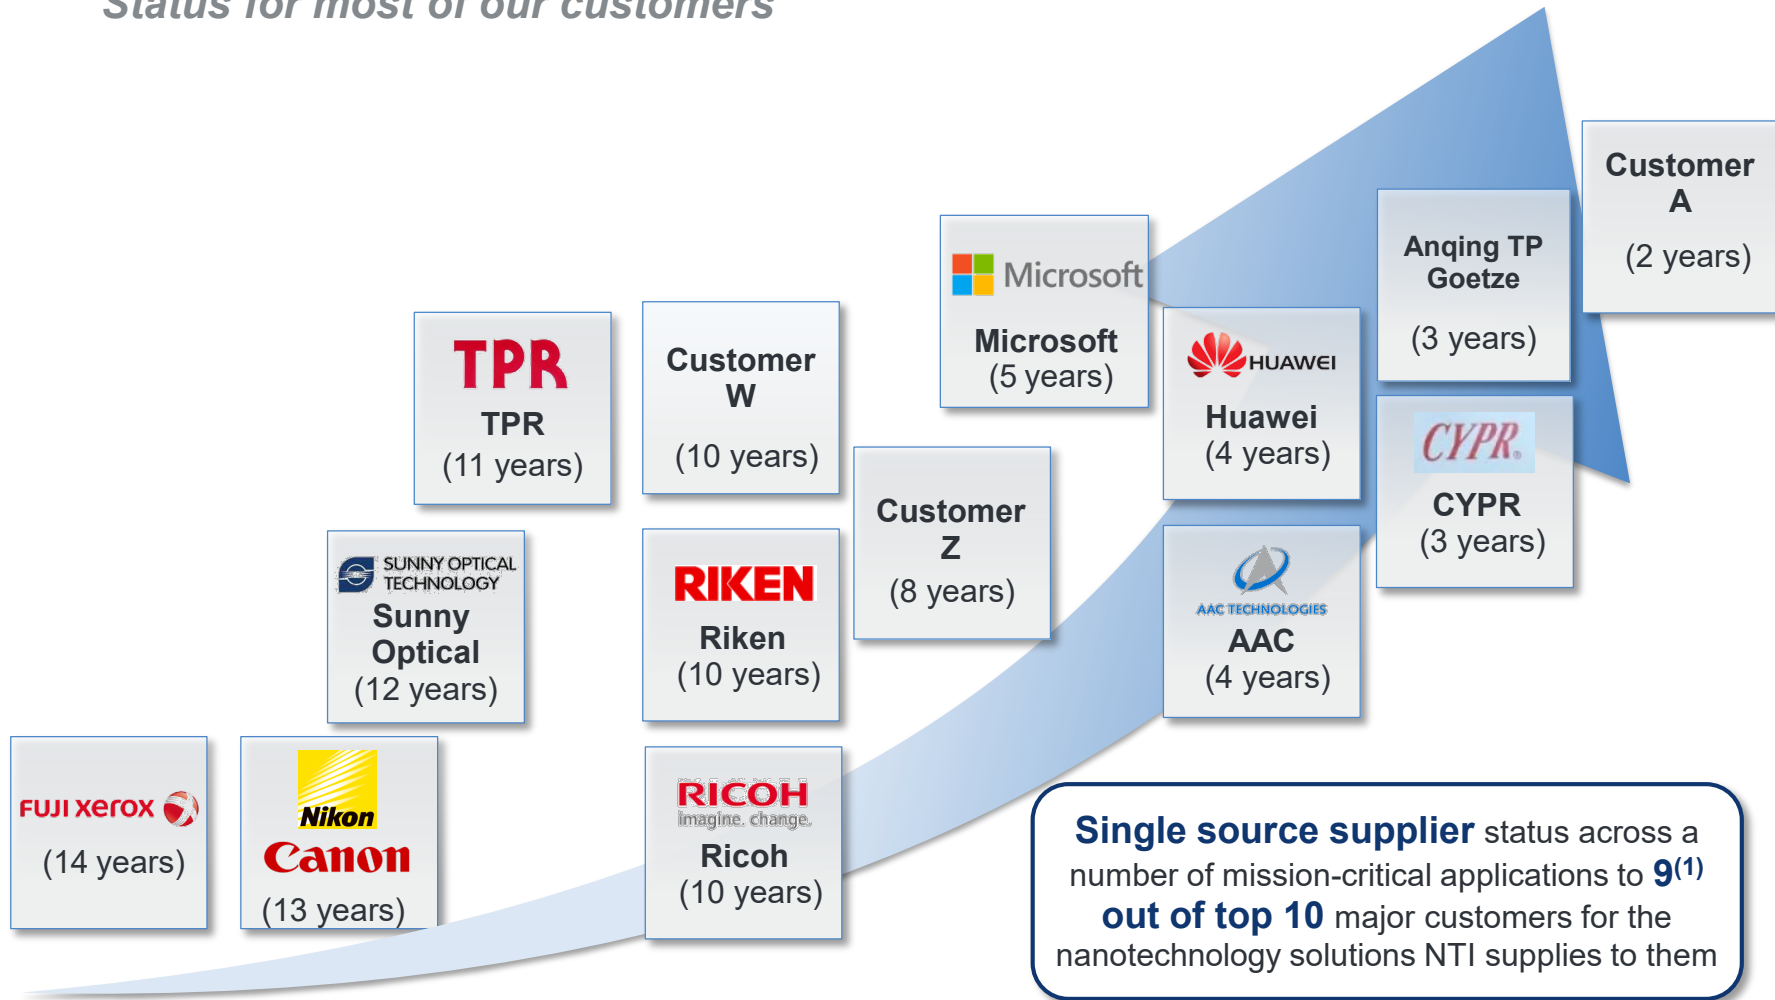 Status for most of our customers
FUJI xerox
(14 years)
Nikon
Canon
(13 years)
SUNNY OPTICAL
TECHNOLOGY
Sunny
Optical
(12 years)
TPR
TPR
(11 years)
Customer
W
(10 years)
RIKEN
Riken
(10 years)
RICOH
imagine. change.
Ricoh
(10 years)
Customer
Z
(8 years)
Microsoft
Microsoft
(5 years)
HUAWEI
Huawei
(4 years)
AAC TECHNOLOGIES
AAC
(4 years)
Anqing TP
Goetze
(3 years)
CYPR®
CYPR
(3 years)
Customer
A
(2 years)
Single source supplier status across a
number of mission-critical applications to 9(1)
out of top 10 major customers for the
nanotechnology solutions NTI supplies to them